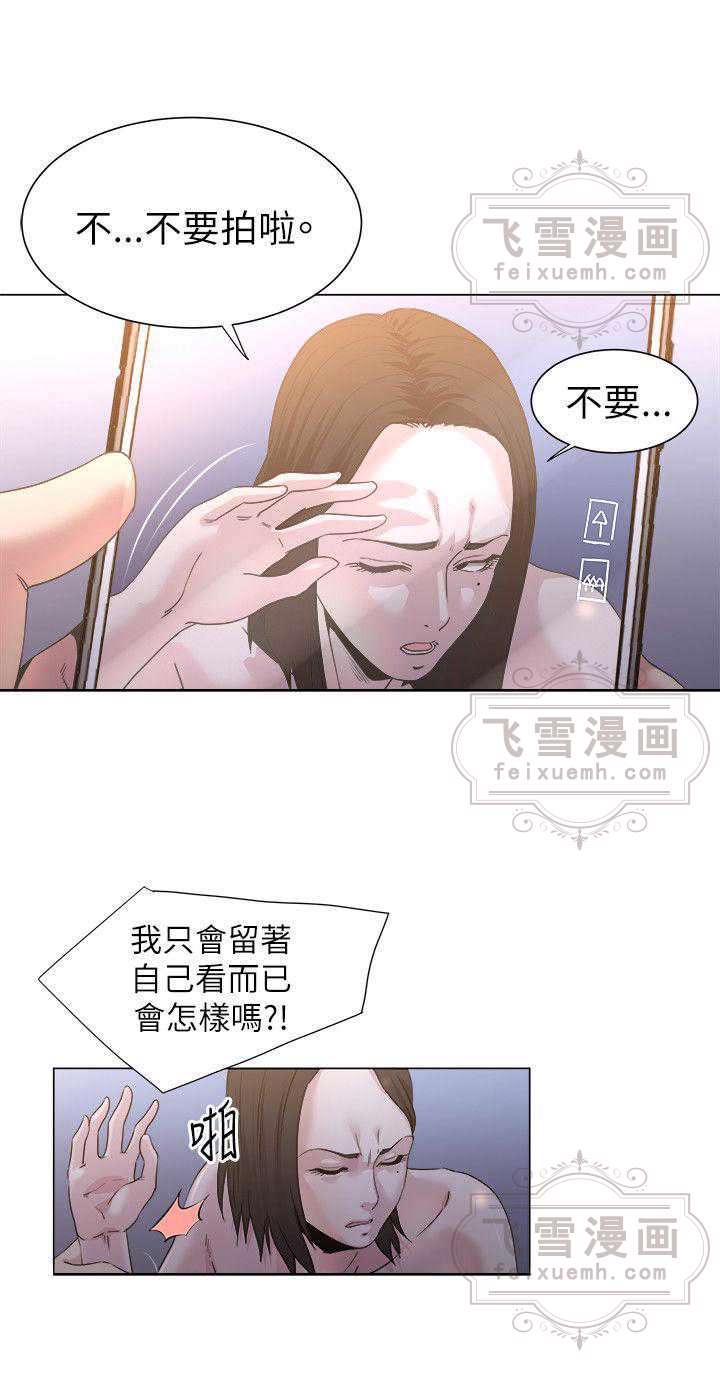 飞雪漫画
feixuemh.com
不...不要拍啦。
不要...
飞雪漫画
feixuemh.com
我只會留著
自己看而已
會怎樣嗎?!
啪
飞雪漫画
feixuemh.com